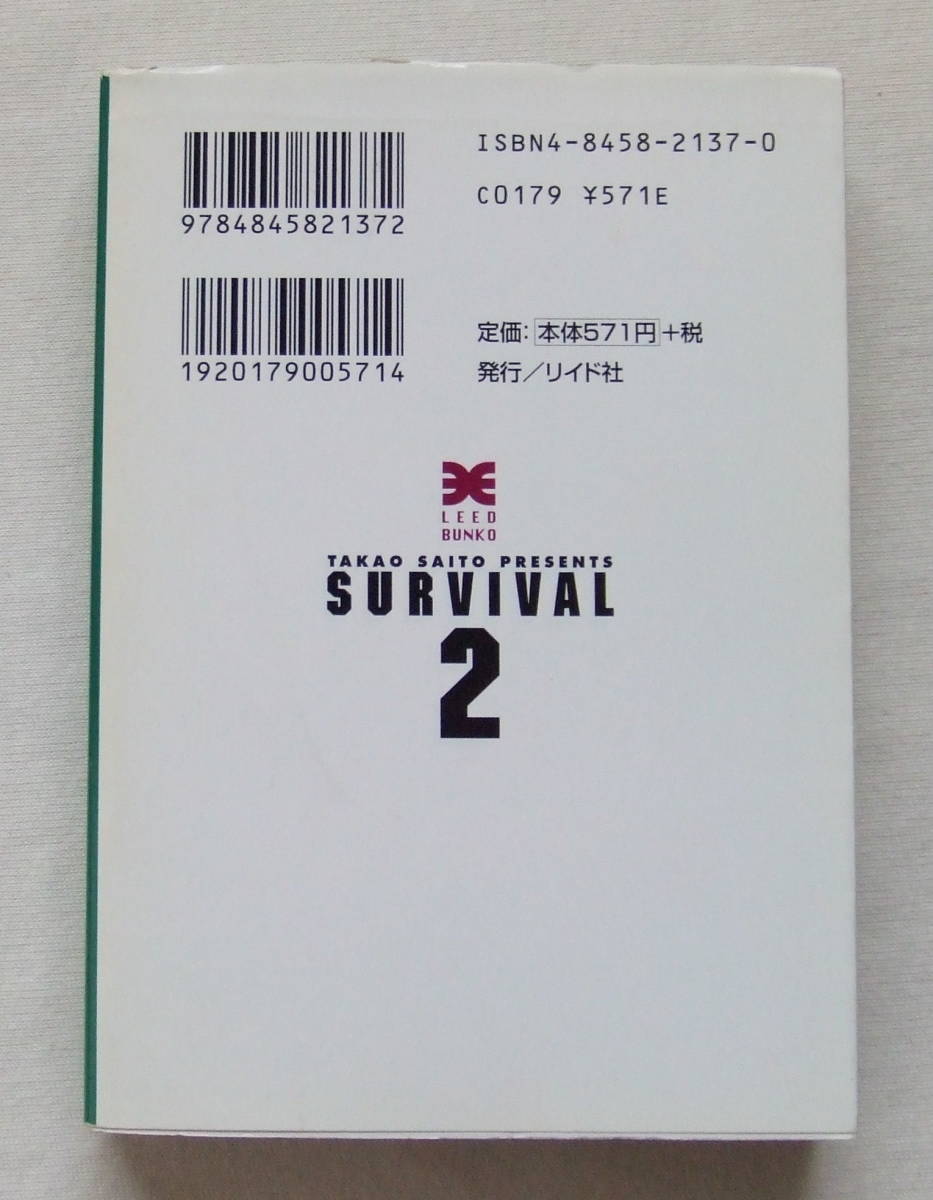 ISBN4-8458-2137-0
C0179 ¥571E
9784845821372
1920179005714
定価：本体571円+税
発行／リイド社
LEED
BUNKO
TAKAO SAITO PRESENTS
SURVIVAL
2